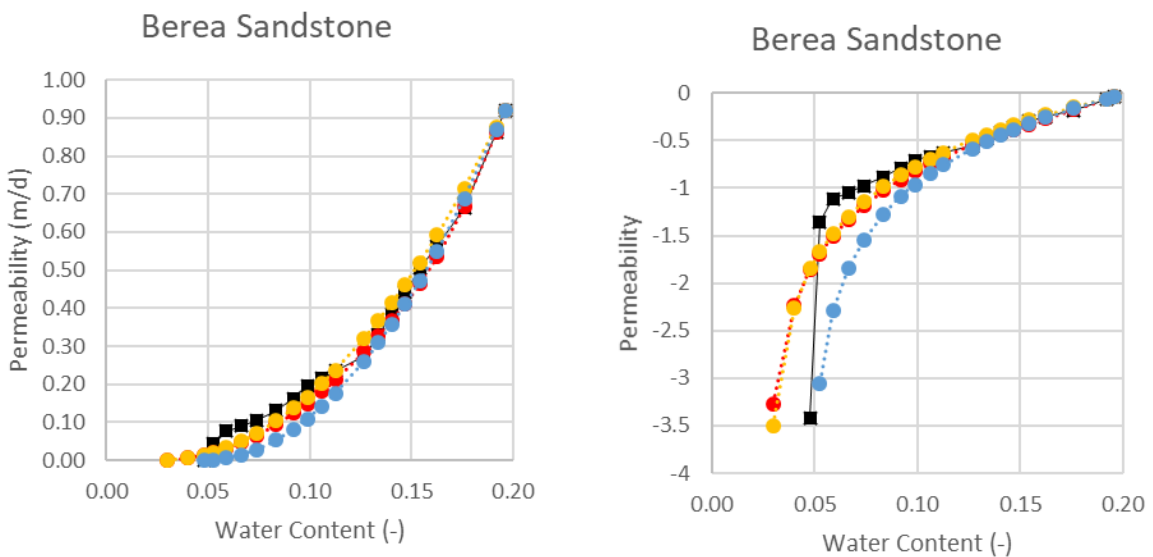 Berea Sandstone
1.00
0.90
0.80
0.70
0.60
0.50
0.40
0.30
0.20
0.10
0.00
Permeability (m/d)
0.00 0.05 0.10 0.15 0.20
Water Content (-)
Berea Sandstone
0
-0.5
-1
-1.5
-2
-2.5
-3
-3.5
-4
Permeability
0.00 0.05 0.10 0.15 0.20
Water Content (-)